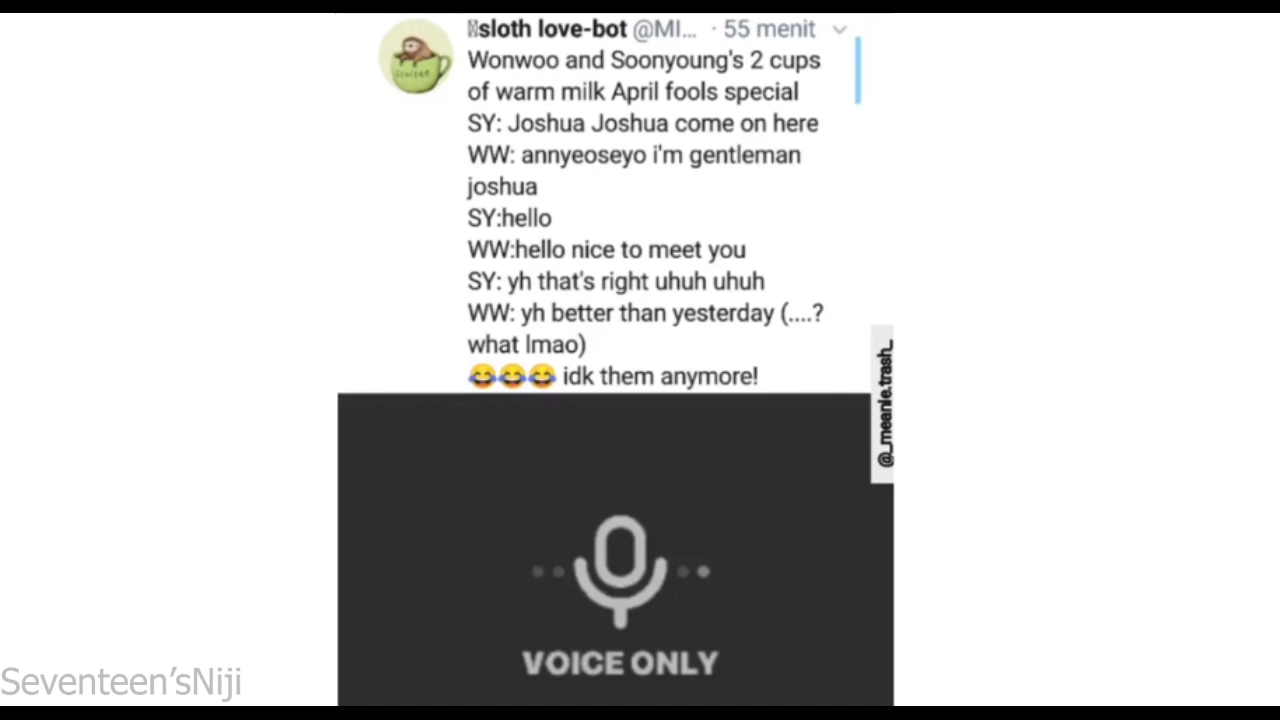 sloth love-bot @MI... · 55 menit
Wonwoo and Soonyoung's 2 cups
of warm milk April fools special
SY: Joshua Joshua come on here
WW: annyeoseyo i'm gentleman
joshua
SY:hello
WW:hello nice to meet you
SY: yh that's right uhuh uhuh
WW: yh better than yesterday (....?
what lmao)
😂😂😂 idk them anymore!
@_meanie.trash_
VOICE ONLY
Seventeen'sNiji